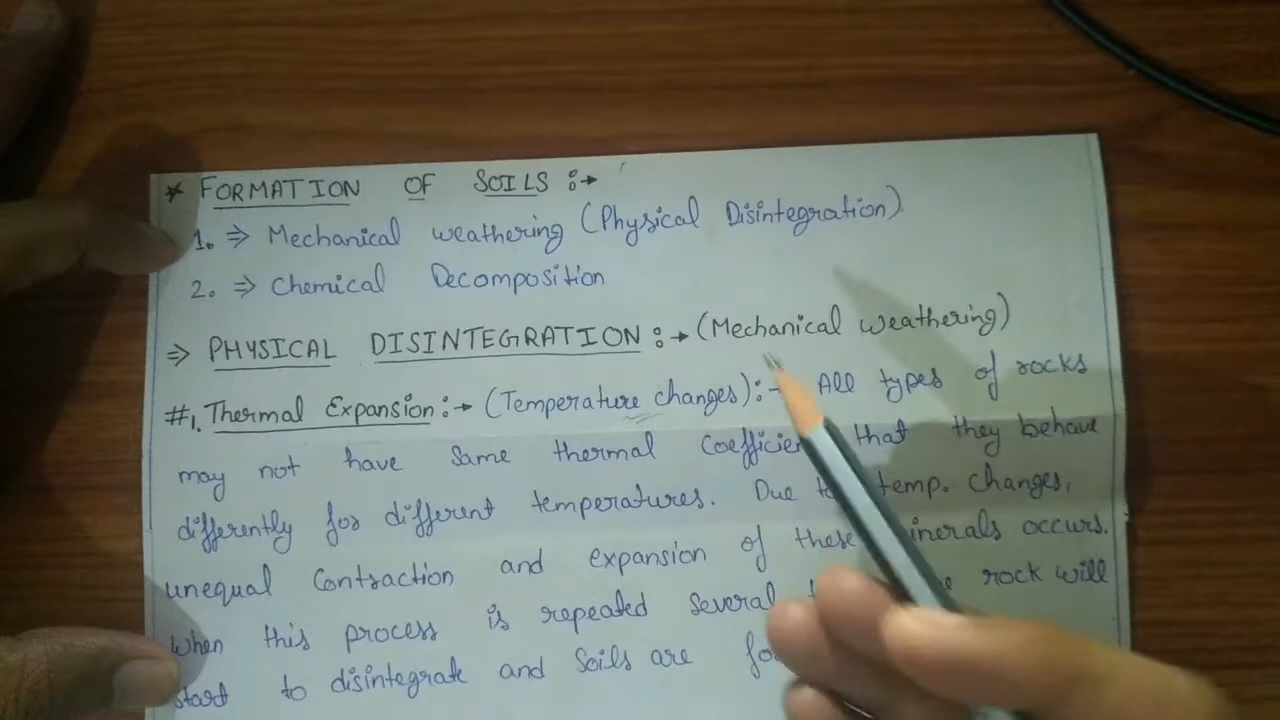 * FORMATION OF SOILS :→
1. ⇒ Mechanical weathering (Physical Disintegration)
2. ⇒ Chemical Decomposition
⇒ PHYSICAL DISINTEGRATION :→ (Mechanical weathering)
#1. Thermal Expansion :→ (Temperature changes) :→ All types of rocks
may not have same thermal Coefficien that they behave
differently for different temperatures. Due to temp. changes,
unequal Contraction and expansion of these minerals occurs.
When this process is repeated several rock will
start to disintegrate and Soils are